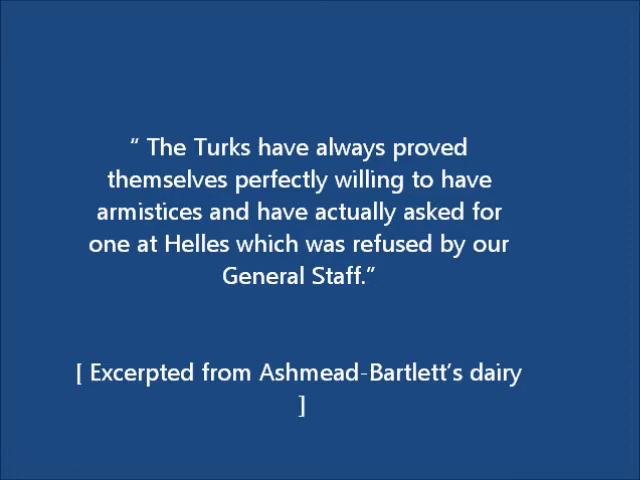 “ The Turks have always proved
themselves perfectly willing to have
armistices and have actually asked for
one at Helles which was refused by our
General Staff.”
[ Excerpted from Ashmead-Bartlett’s dairy
]